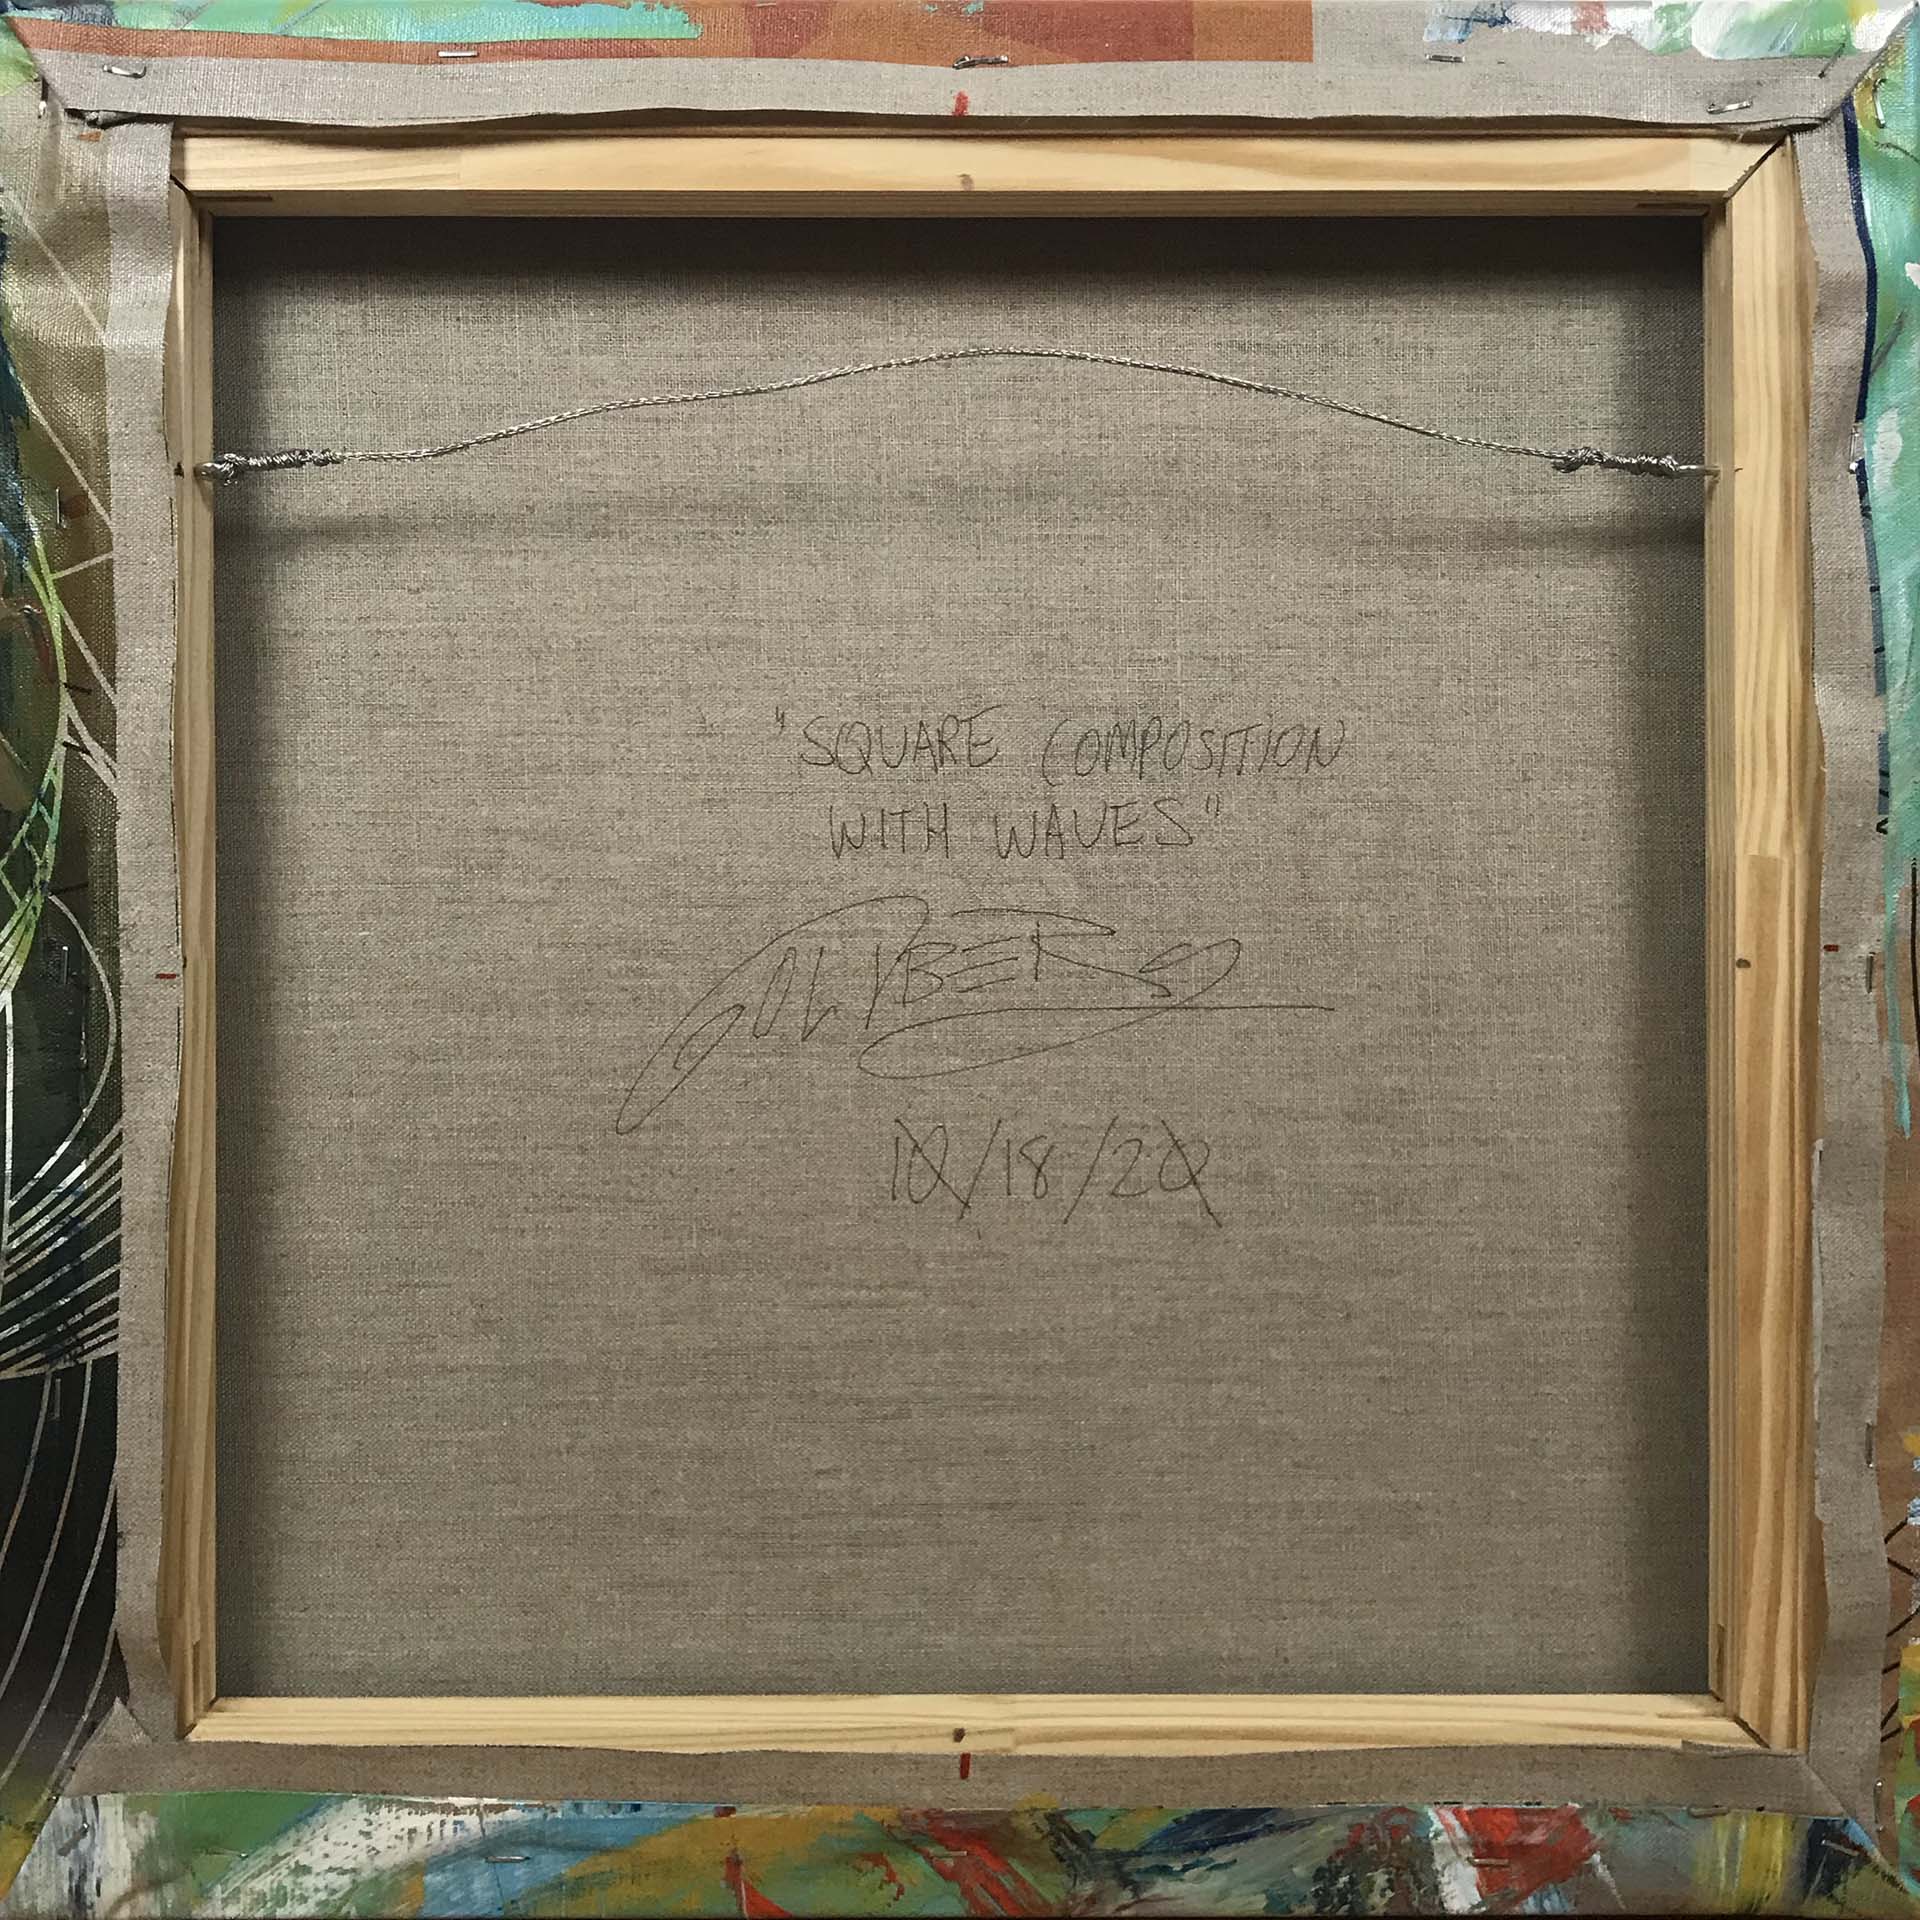 "SQUARE COMPOSITION
WITH WAVES"
10/18/20